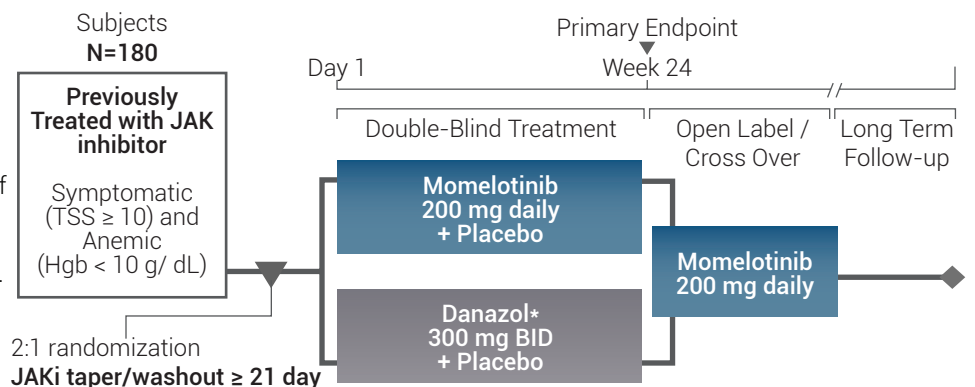 Subjects
N=180
Previously
Treated with JAK
inhibitor
Symptomatic
(TSS ≥ 10) and
Anemic
(Hgb < 10 g/ dL)
of
2:1 randomization
JAKi taper/washout ≥ 21 day
Primary Endpoint
Day 1
Week 24
Double-Blind Treatment
Open Label /
Cross Over
Long Term
Follow-up
Momelotinib
200 mg daily
+ Placebo
Danazol*
300 mg BID
+ Placebo
Momelotinib
200 mg daily